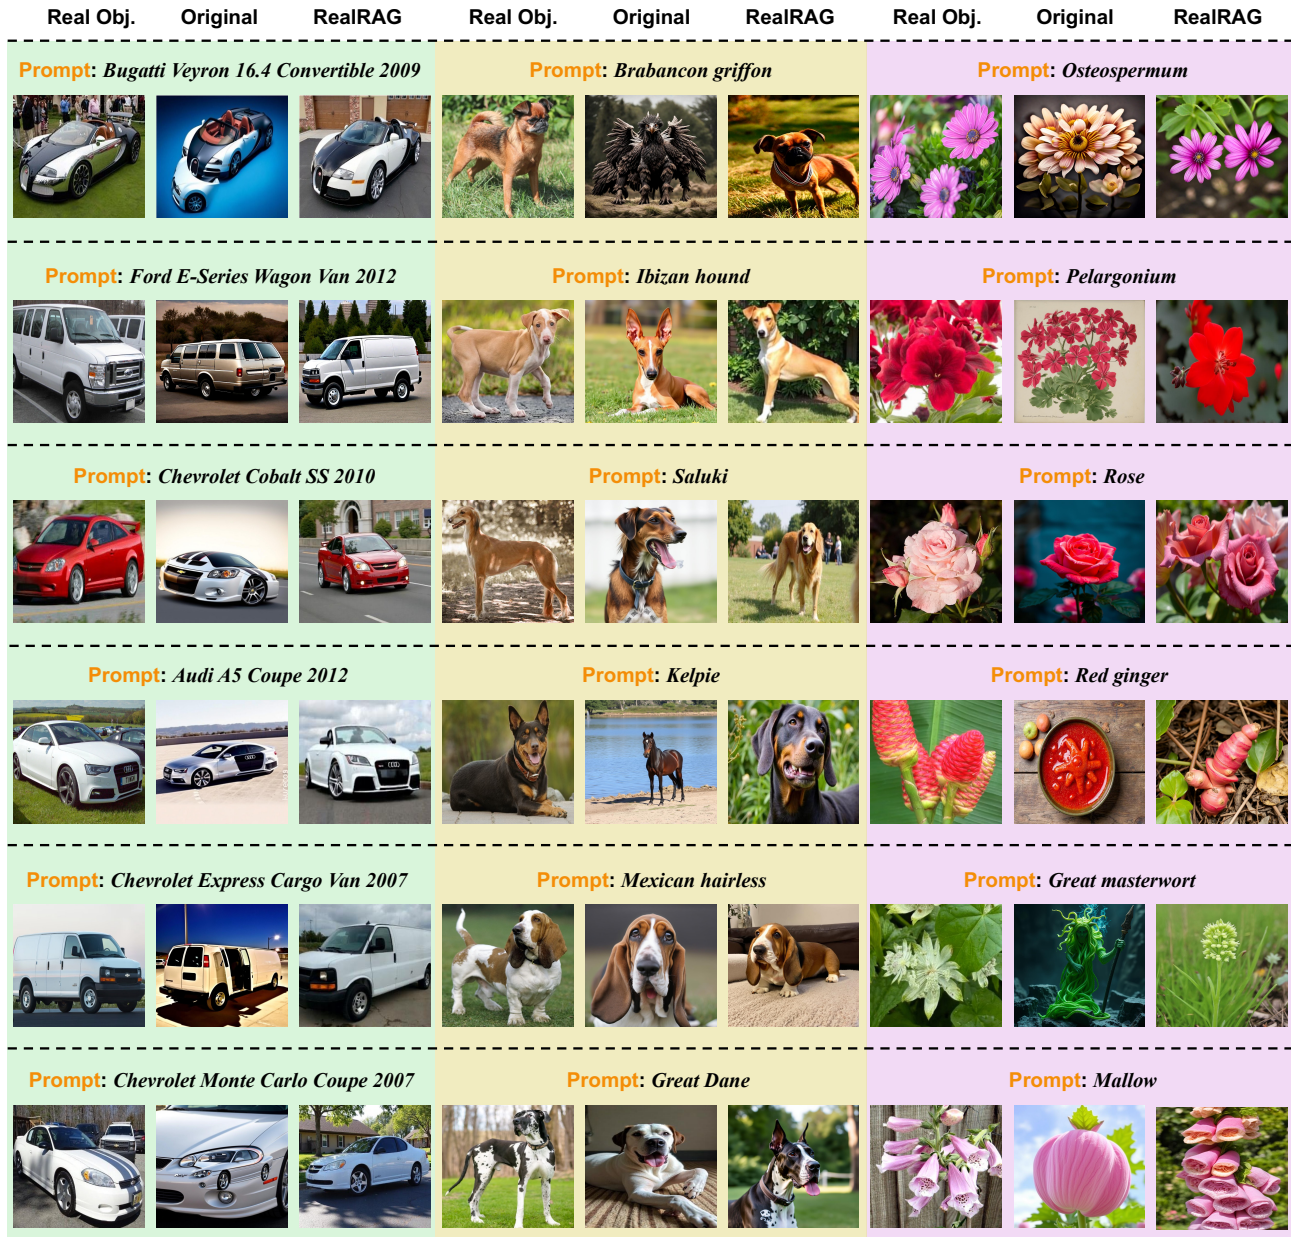 Real Obj. Original RealRAG Real Obj. Original RealRAG Real Obj. Original RealRAG
Prompt: Bugatti Veyron 16.4 Convertible 2009
Prompt: Brabancon griffon
Prompt: Osteospermum
Prompt: Ford E-Series Wagon Van 2012
Prompt: Ibizan hound
Prompt: Pelargonium
Prompt: Chevrolet Cobalt SS 2010
Prompt: Saluki
Prompt: Rose
Prompt: Audi A5 Coupe 2012
Prompt: Kelpie
Prompt: Red ginger
Prompt: Chevrolet Express Cargo Van 2007
Prompt: Mexican hairless
Prompt: Great masterwort
Prompt: Chevrolet Monte Carlo Coupe 2007
Prompt: Great Dane
Prompt: Mallow